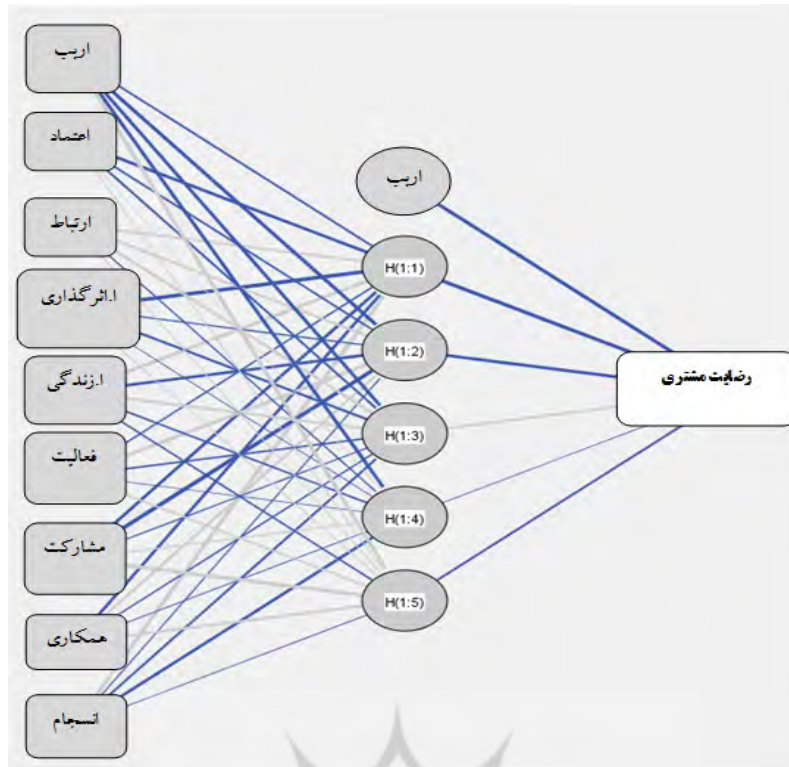 اریب
اعتماد
ارتباط
ا.اثرگذاری
ا.زندگی
فعالیت
مشارکت
همکاری
انسجام
اریب
H(1:1)
H(1:2)
H(1:3)
H(1:4)
H(1:5)
رضایت مشتری